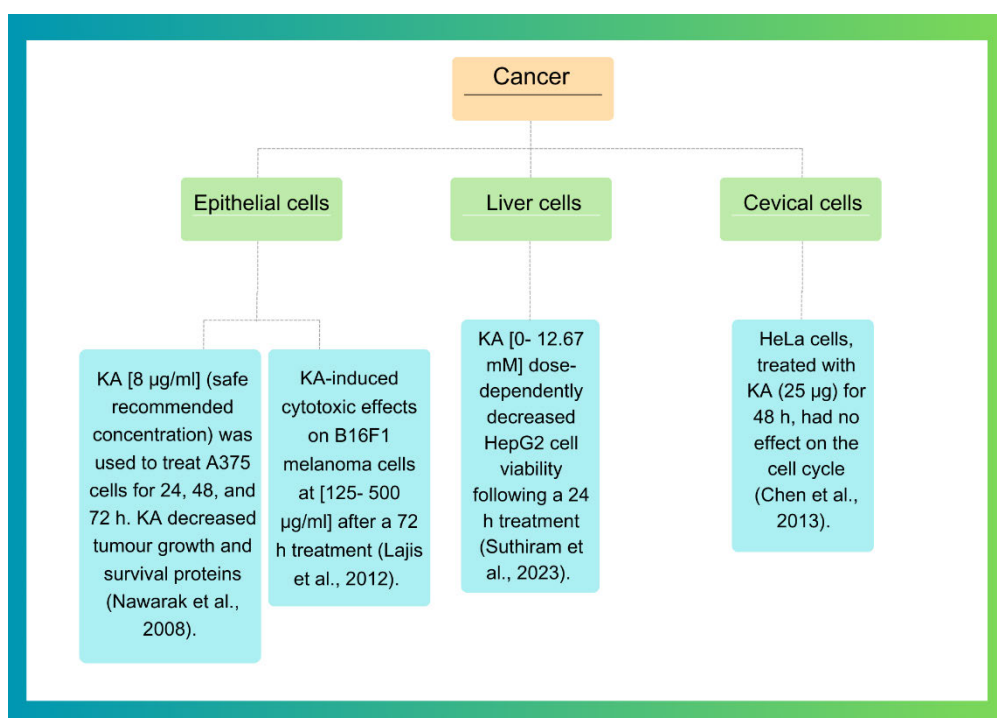 Cancer
Epithelial cells
Liver cells
Cevical cells
KA [8 µg/ml] (safe
recommended
concentration) was
used to treat A375
cells for 24, 48, and
72 h. KA decreased
tumour growth and
survival proteins
(Nawarak et al.,
2008).
KA-induced
cytotoxic effects
on B16F1
melanoma cells
at [125- 500
µg/ml] after a 72
h treatment (Lajis
et al., 2012).
KA [0- 12.67
mM] dose-
dependently
decreased
HepG2 cell
viability
following a 24
h treatment
(Suthiram et
al., 2023).
HeLa cells,
treated with
KA (25 µg) for
48 h, had no
effect on the
cell cycle
(Chen et al.,
2013).